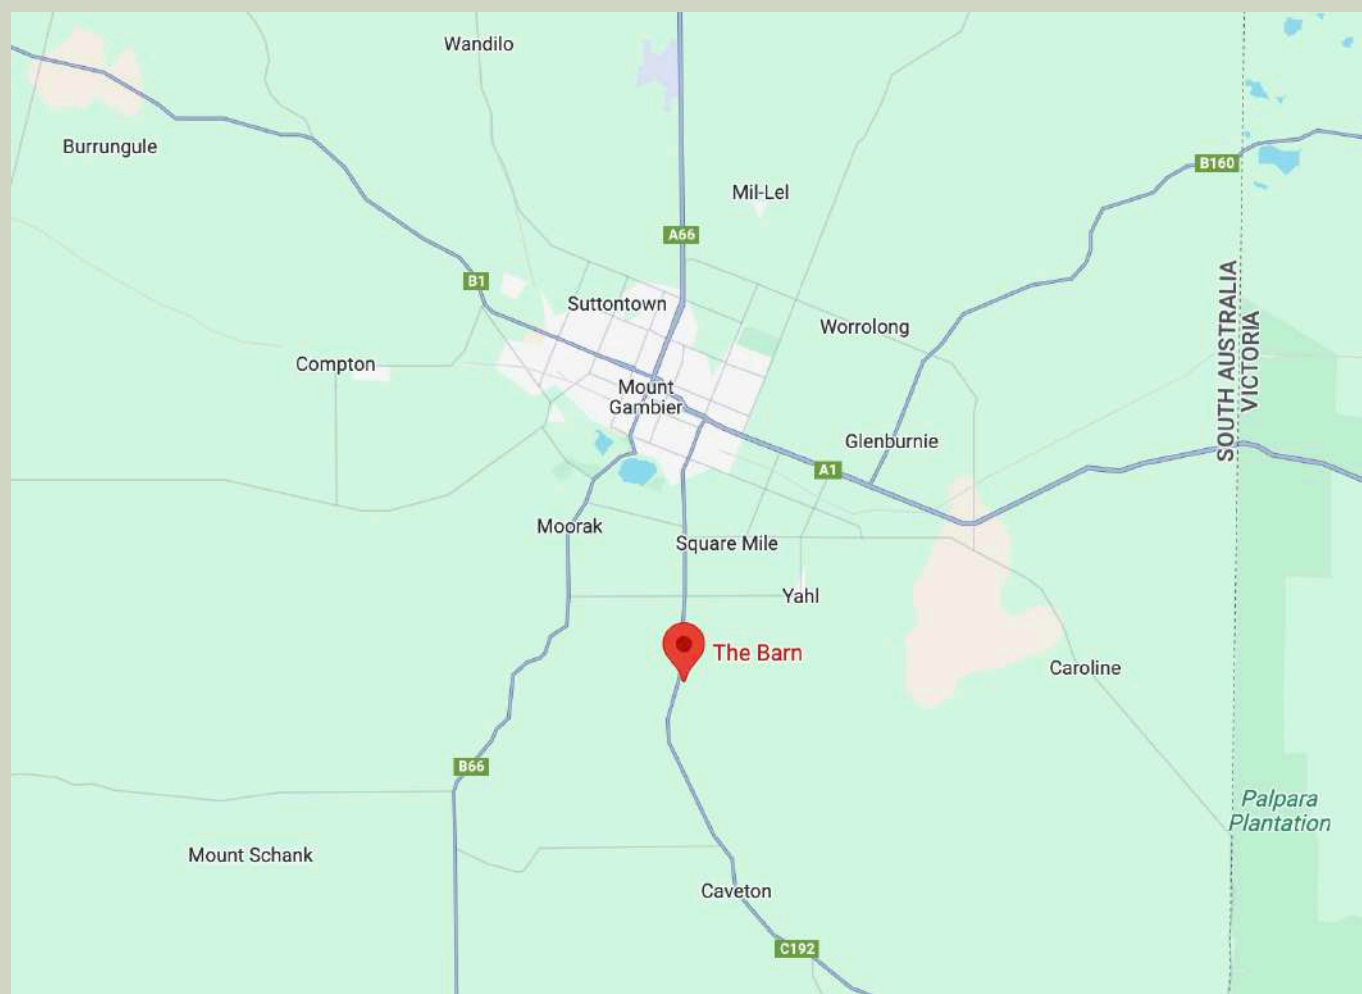 Wandilo
Burrungule
B160
Mil-Lel
A66
B1
Suttontown
Worrolong
SOUTH AUSTRALIA
VICTORIA
Compton
Mount
Gambier
Glenburnie
A1
Moorak
Square Mile
Yahl
The Barn
Caroline
B66
Palpara
Plantation
Mount Schank
Caveton
C192